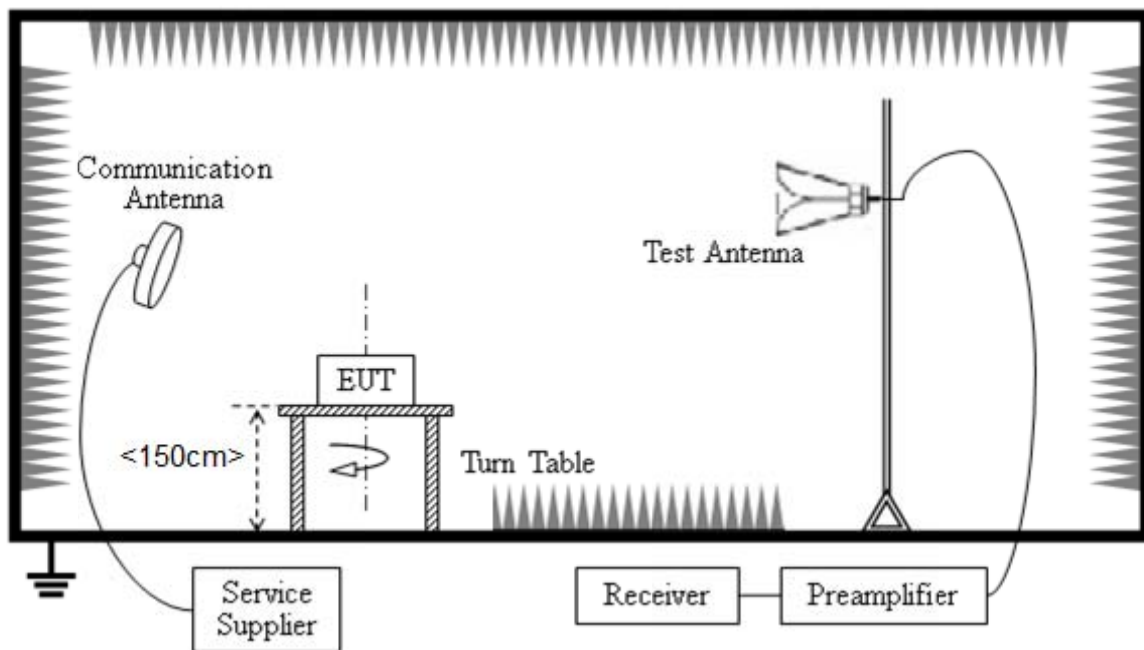 Communication
Antenna
Test Antenna
EUT
<150cm>
Turn Table
Service
Supplier
Receiver
Preamplifier